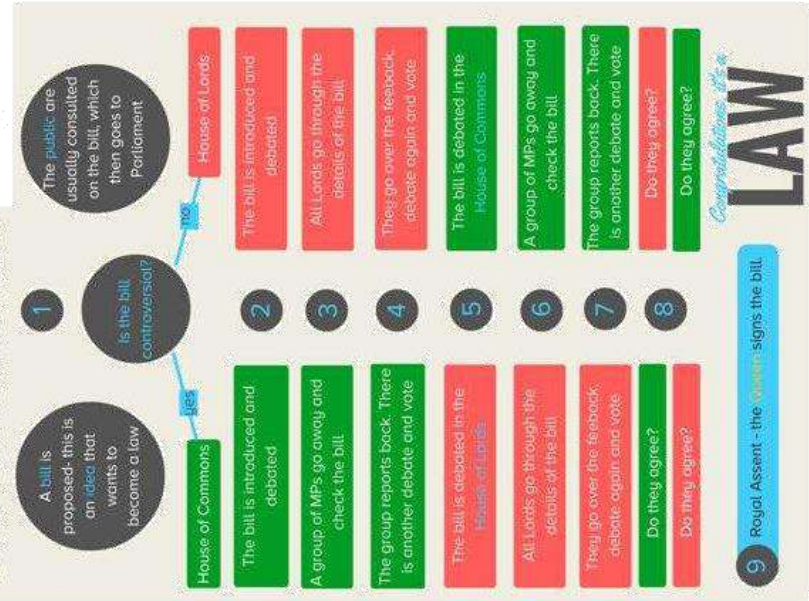 1
A bill is
proposed- this is
an idea that
wants to
become a law
The public are
usually consulted
on the bill, which
then goes to
Parliament
Is the bill
controversial?
yes
no
House of Commons
House of Lords
The bill is introduced and
debated
2
The bill is introduced and
debated
A group of MPs go away and
check the bill
3
All Lords go through the
details of the bill
The group reports back. There
is another debate and vote
4
They go over the feeback,
debate again and vote
The bill is debated in the
House of Lords
5
The bill is debated in the
House of Commons
All Lords go through the
details of the bill
6
A group of MPs go away and
check the bill
They go over the feeback,
debate again and vote
7
The group reports back. There
is another debate and vote
8
Do they agree?
Do they agree?
Do they agree?
Do they agree?
9
Royal Assent - the Queen signs the bill.
Congratulations, it's a
LAW